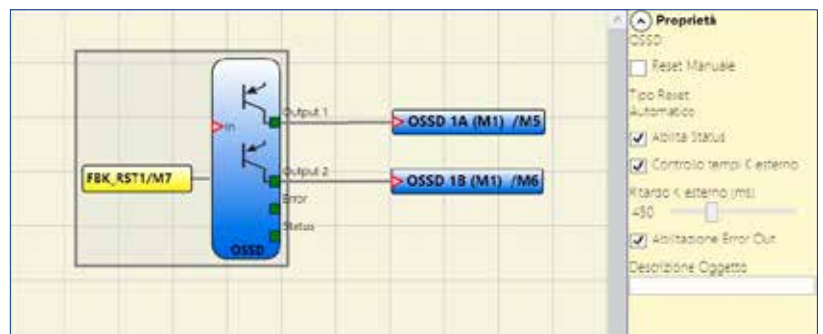 Output 1
In
OSSD 1A (M1) /M5
Output 2
FBK_RST1/M7
OSSD 1B (M1) /M6
Error
Status
OSSD
Proprietà
OSSD
Reset Manuale
Tipo Reset
Automatico
Abilita Status
Controllo tempi K esterno
Ritardo K esterno (ms)
450
Abilitazione Error Out
Descrizione Oggetto